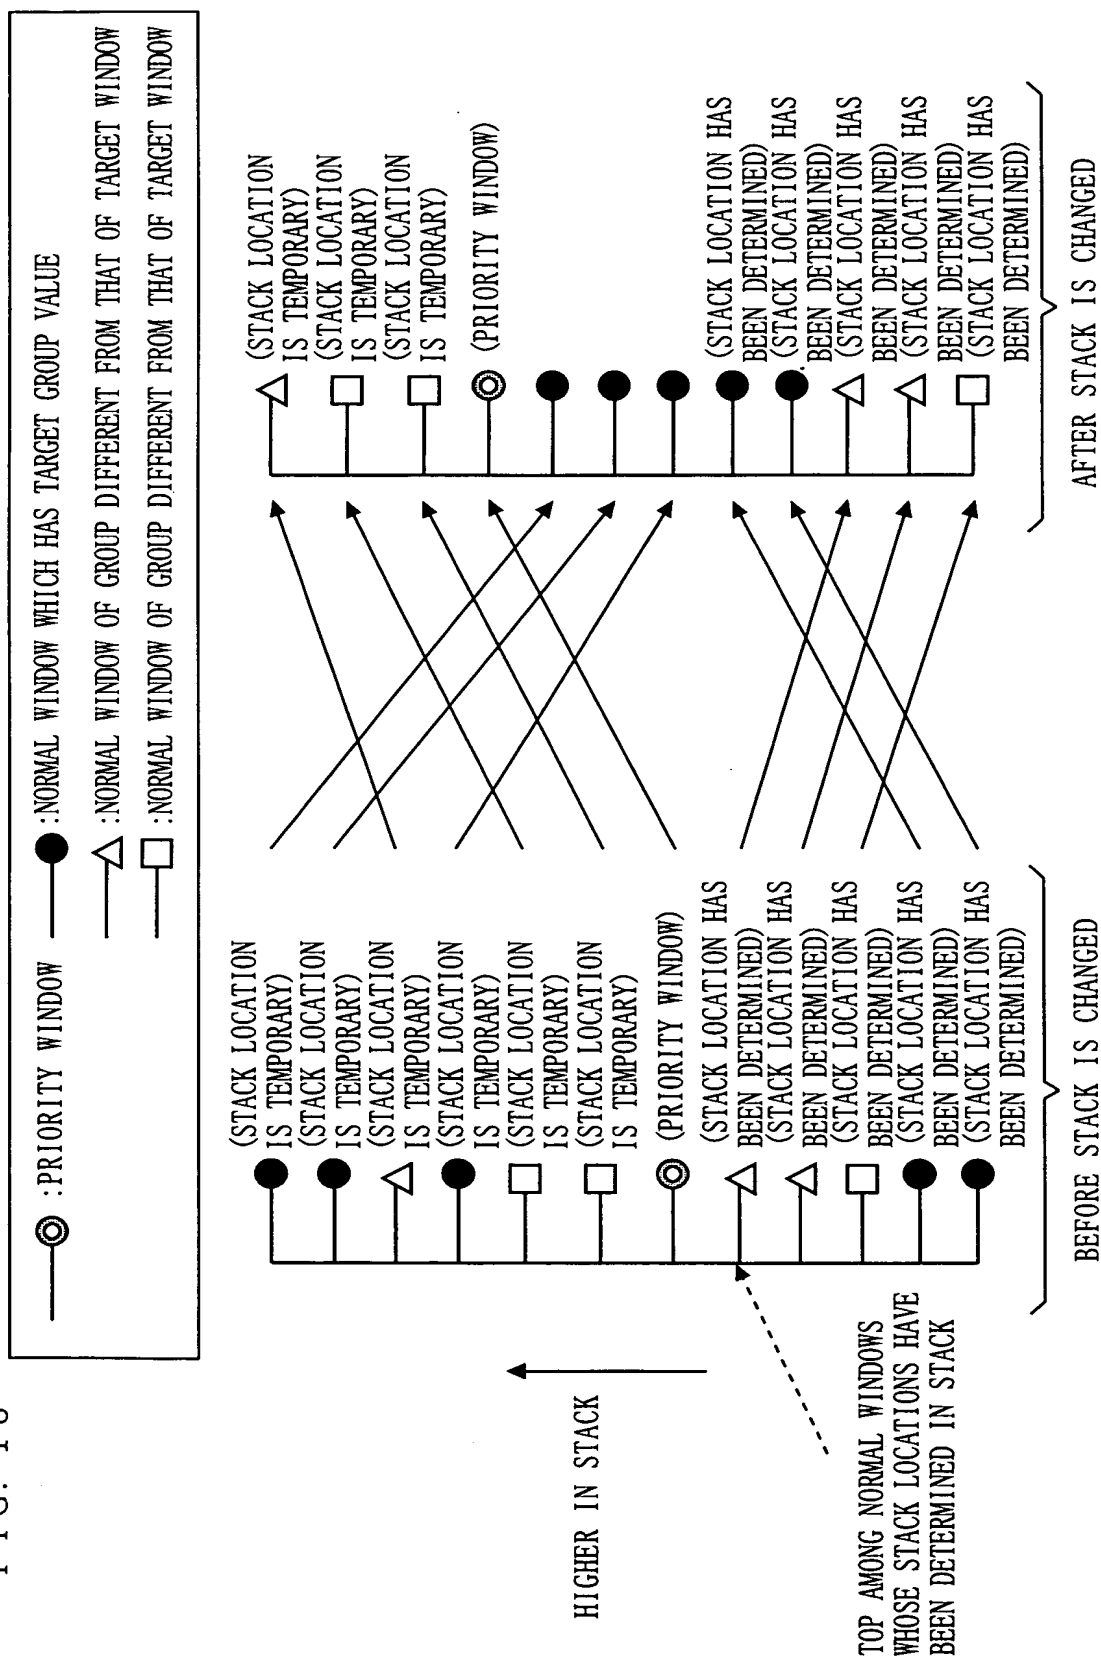 FIG. 18
:PRIORITY WINDOW
:NORMAL WINDOW WHICH HAS TARGET GROUP VALUE
:NORMAL WINDOW OF GROUP DIFFERENT FROM THAT OF TARGET WINDOW
:NORMAL WINDOW OF GROUP DIFFERENT FROM THAT OF TARGET WINDOW
HIGHER IN STACK
TOP AMONG NORMAL WINDOWS
WHOSE STACK LOCATIONS HAVE
BEEN DETERMINED IN STACK
(STACK LOCATION
IS TEMPORARY)
(STACK LOCATION
IS TEMPORARY)
(STACK LOCATION
IS TEMPORARY)
(STACK LOCATION
IS TEMPORARY)
(STACK LOCATION
IS TEMPORARY)
(STACK LOCATION
IS TEMPORARY)
(PRIORITY WINDOW)
(STACK LOCATION HAS
BEEN DETERMINED)
(STACK LOCATION HAS
BEEN DETERMINED)
(STACK LOCATION HAS
BEEN DETERMINED)
(STACK LOCATION HAS
BEEN DETERMINED)
(STACK LOCATION HAS
BEEN DETERMINED)
BEFORE STACK IS CHANGED
(STACK LOCATION
IS TEMPORARY)
(STACK LOCATION
IS TEMPORARY)
(STACK LOCATION
IS TEMPORARY)
(PRIORITY WINDOW)
(STACK LOCATION HAS
BEEN DETERMINED)
(STACK LOCATION HAS
BEEN DETERMINED)
(STACK LOCATION HAS
BEEN DETERMINED)
(STACK LOCATION HAS
BEEN DETERMINED)
(STACK LOCATION HAS
BEEN DETERMINED)
AFTER STACK IS CHANGED